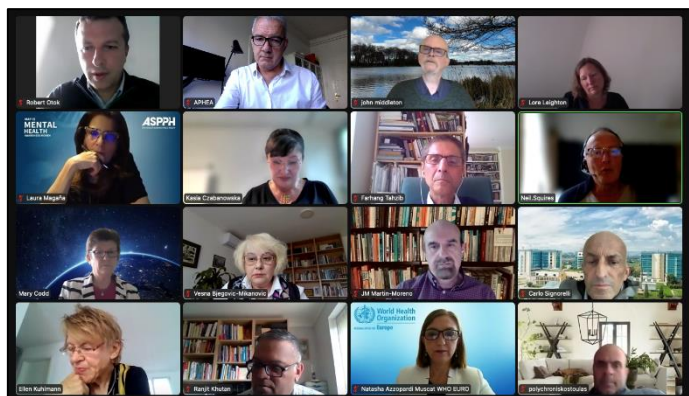 Robert Otok
APHEA
john middleton
Lore Leighton
MENTAL
HEALTH
ASPPH
Laura Magaña
Kasia Czabanowska
Farhang Tahzib
Neil.Squires
Mary Codd
Vesna Bjegovic-Mikanovic
JM Martin-Moreno
Carlo Signorelli
Ellen Kuhlmann
Ranjit Khutan
World Health
Organization
Europe
Natasha Azzopardi Muscat WHO EURO
polychroniskostoulas